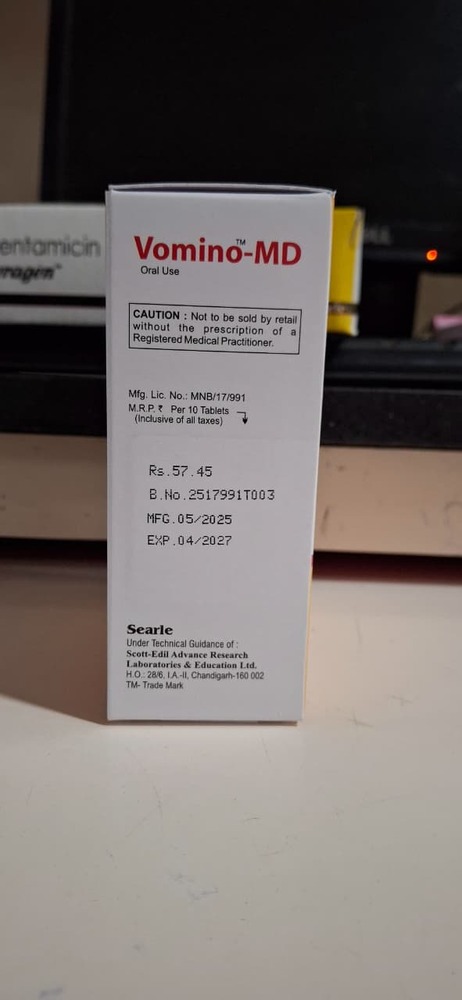 entamicin
ragen™
Vomino™-MD
Oral Use
CAUTION : Not to be sold by retail
without the prescription of a
Registered Medical Practitioner.
Mfg. Lic. No.: MNB/17/991
M.R.P. ₹ Per 10 Tablets
(Inclusive of all taxes)
Rs.57.45
B.No.2517991T003
MFG.05/2025
EXP.04/2027
Searle
Under Technical Guidance of :
Scott-Edil Advance Research
Laboratories & Education Ltd.
H.O.: 28/6, I.A.-II, Chandigarh-160 002
TM- Trade Mark